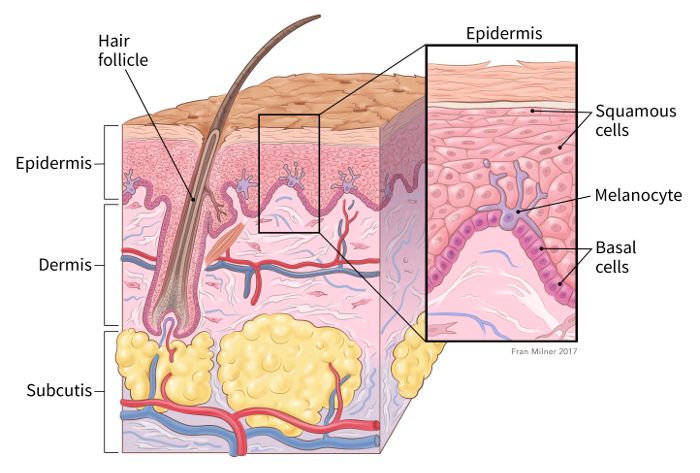 Hair
follicle
Epidermis
Dermis
Subcutis
Epidermis
Squamous
cells
Melanocyte
Basal
cells
Fran Milner 2017